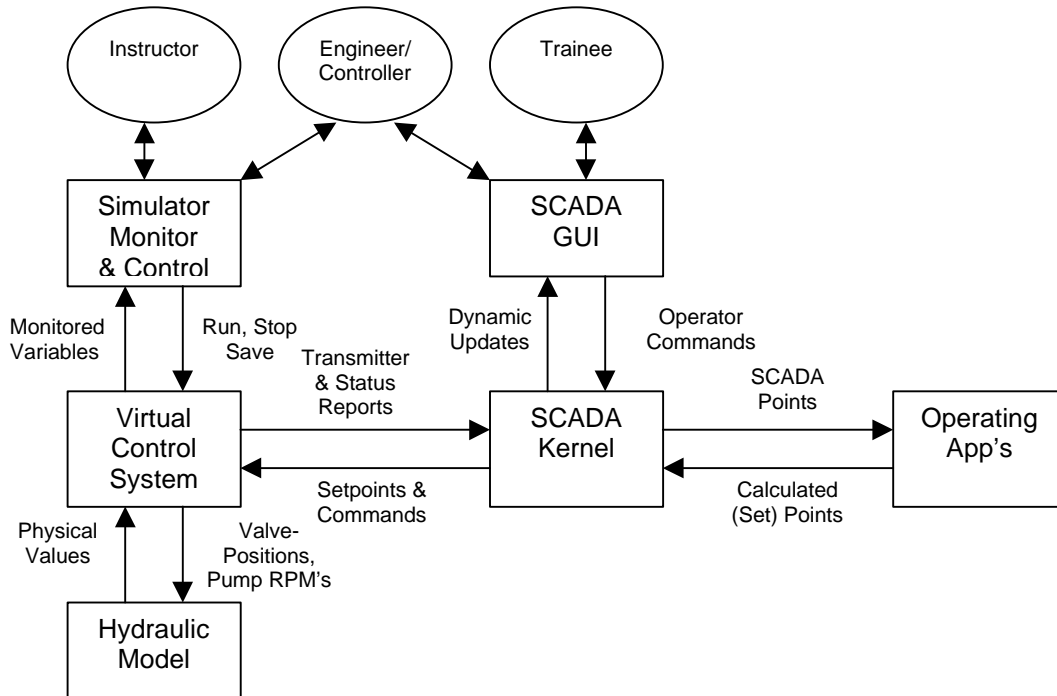 Instructor
Engineer/
Controller
Trainee
Simulator
Monitor
& Control
SCADA
GUI
Monitored
Variables
Run, Stop
Save
Dynamic
Updates
Operator
Commands
Transmitter
& Status
Reports
SCADA
Points
Virtual
Control
System
SCADA
Kernel
Operating
App's
Setpoints &
Commands
Calculated
(Set) Points
Physical
Values
Valve-
Positions,
Pump RPM's
Hydraulic
Model